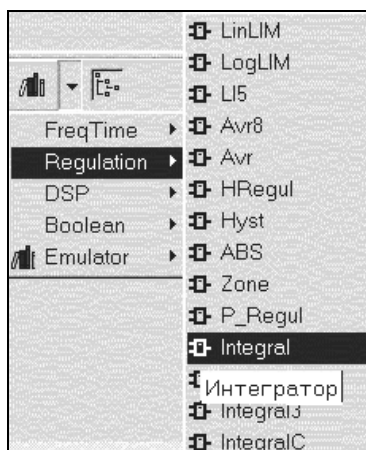 LinLIM
LogLIM
LI5
Avr8
FreqTime
Avr
Regulation
HRegul
DSP
Hyst
Boolean
ABS
Emulator
Zone
P_Regul
Integral
Интегратор
Integral3
IntegralC